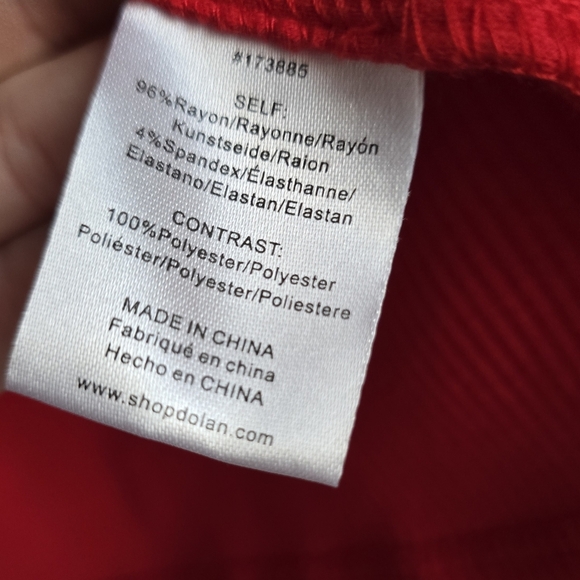 #173885
SELF:
96%Rayon/Rayonne/Rayón
Kunstseide/Raion
4%Spandex/Élasthanne/
Elastano/Elastan/Elastan
CONTRAST:
100%Polyester/Polyester
Poliéster/Polyester/Poliestere
MADE IN CHINA
Fabriqué en china
Hecho en CHINA
www.shopdolan.com